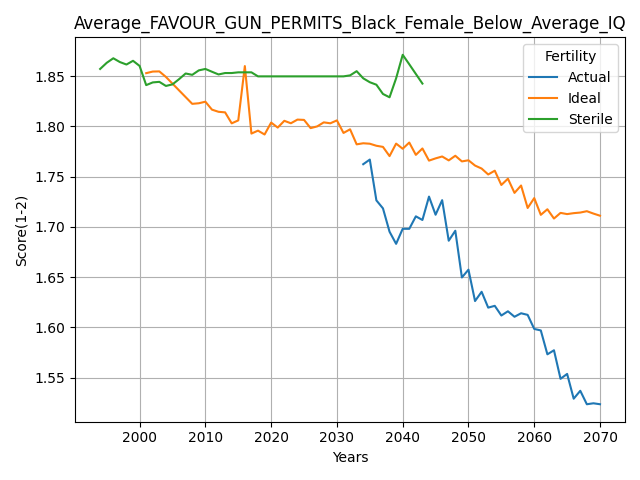 Average_FAVOUR_GUN_PERMITS_Black_Female_Below_Average_IQ
Fertility
Actual
Ideal
Sterile
Score(1-2)
1.85
1.80
1.75
1.70
1.65
1.60
1.55
2000 2010 2020 2030 2040 2050 2060 2070
Years